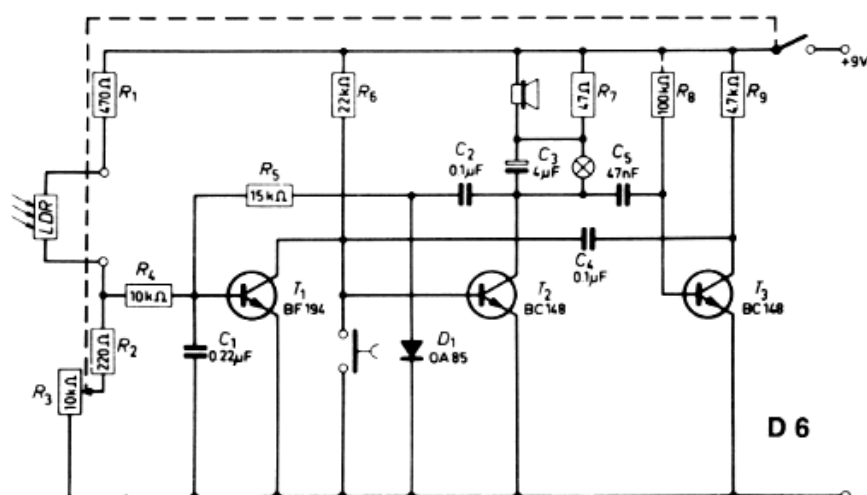 +9V
470Ω R1
22kΩ R6
47Ω R7
100kΩ R8
4.7kΩ R9
C2
0.1µF
C3
4µF
C5
47nF
R5
15kΩ
LDR
C4
0.1µF
R4
10kΩ
T1
BF 194
T2
BC 148
T3
BC 148
220Ω R2
C1
0.22µF
D1
OA 85
R3 10kΩ
D 6